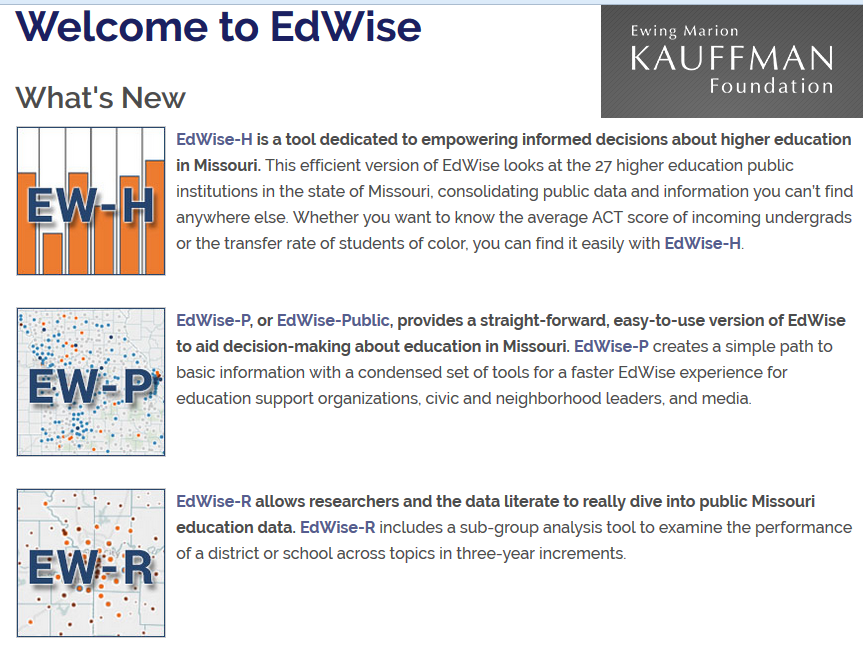 Welcome to EdWise
Ewing Marion
KAUFFMAN
Foundation
What's New
EW-H
EdWise-H is a tool dedicated to empowering informed decisions about higher education
in Missouri. This efficient version of EdWise looks at the 27 higher education public
institutions in the state of Missouri, consolidating public data and information you can't find
anywhere else. Whether you want to know the average ACT score of incoming undergrads
or the transfer rate of students of color, you can find it easily with EdWise-H.
EW-P
EdWise-P, or EdWise-Public, provides a straight-forward, easy-to-use version of EdWise
to aid decision-making about education in Missouri. EdWise-P creates a simple path to
basic information with a condensed set of tools for a faster EdWise experience for
education support organizations, civic and neighborhood leaders, and media.
EW-R
EdWise-R allows researchers and the data literate to really dive into public Missouri
education data. EdWise-R includes a sub-group analysis tool to examine the performance
of a district or school across topics in three-year increments.